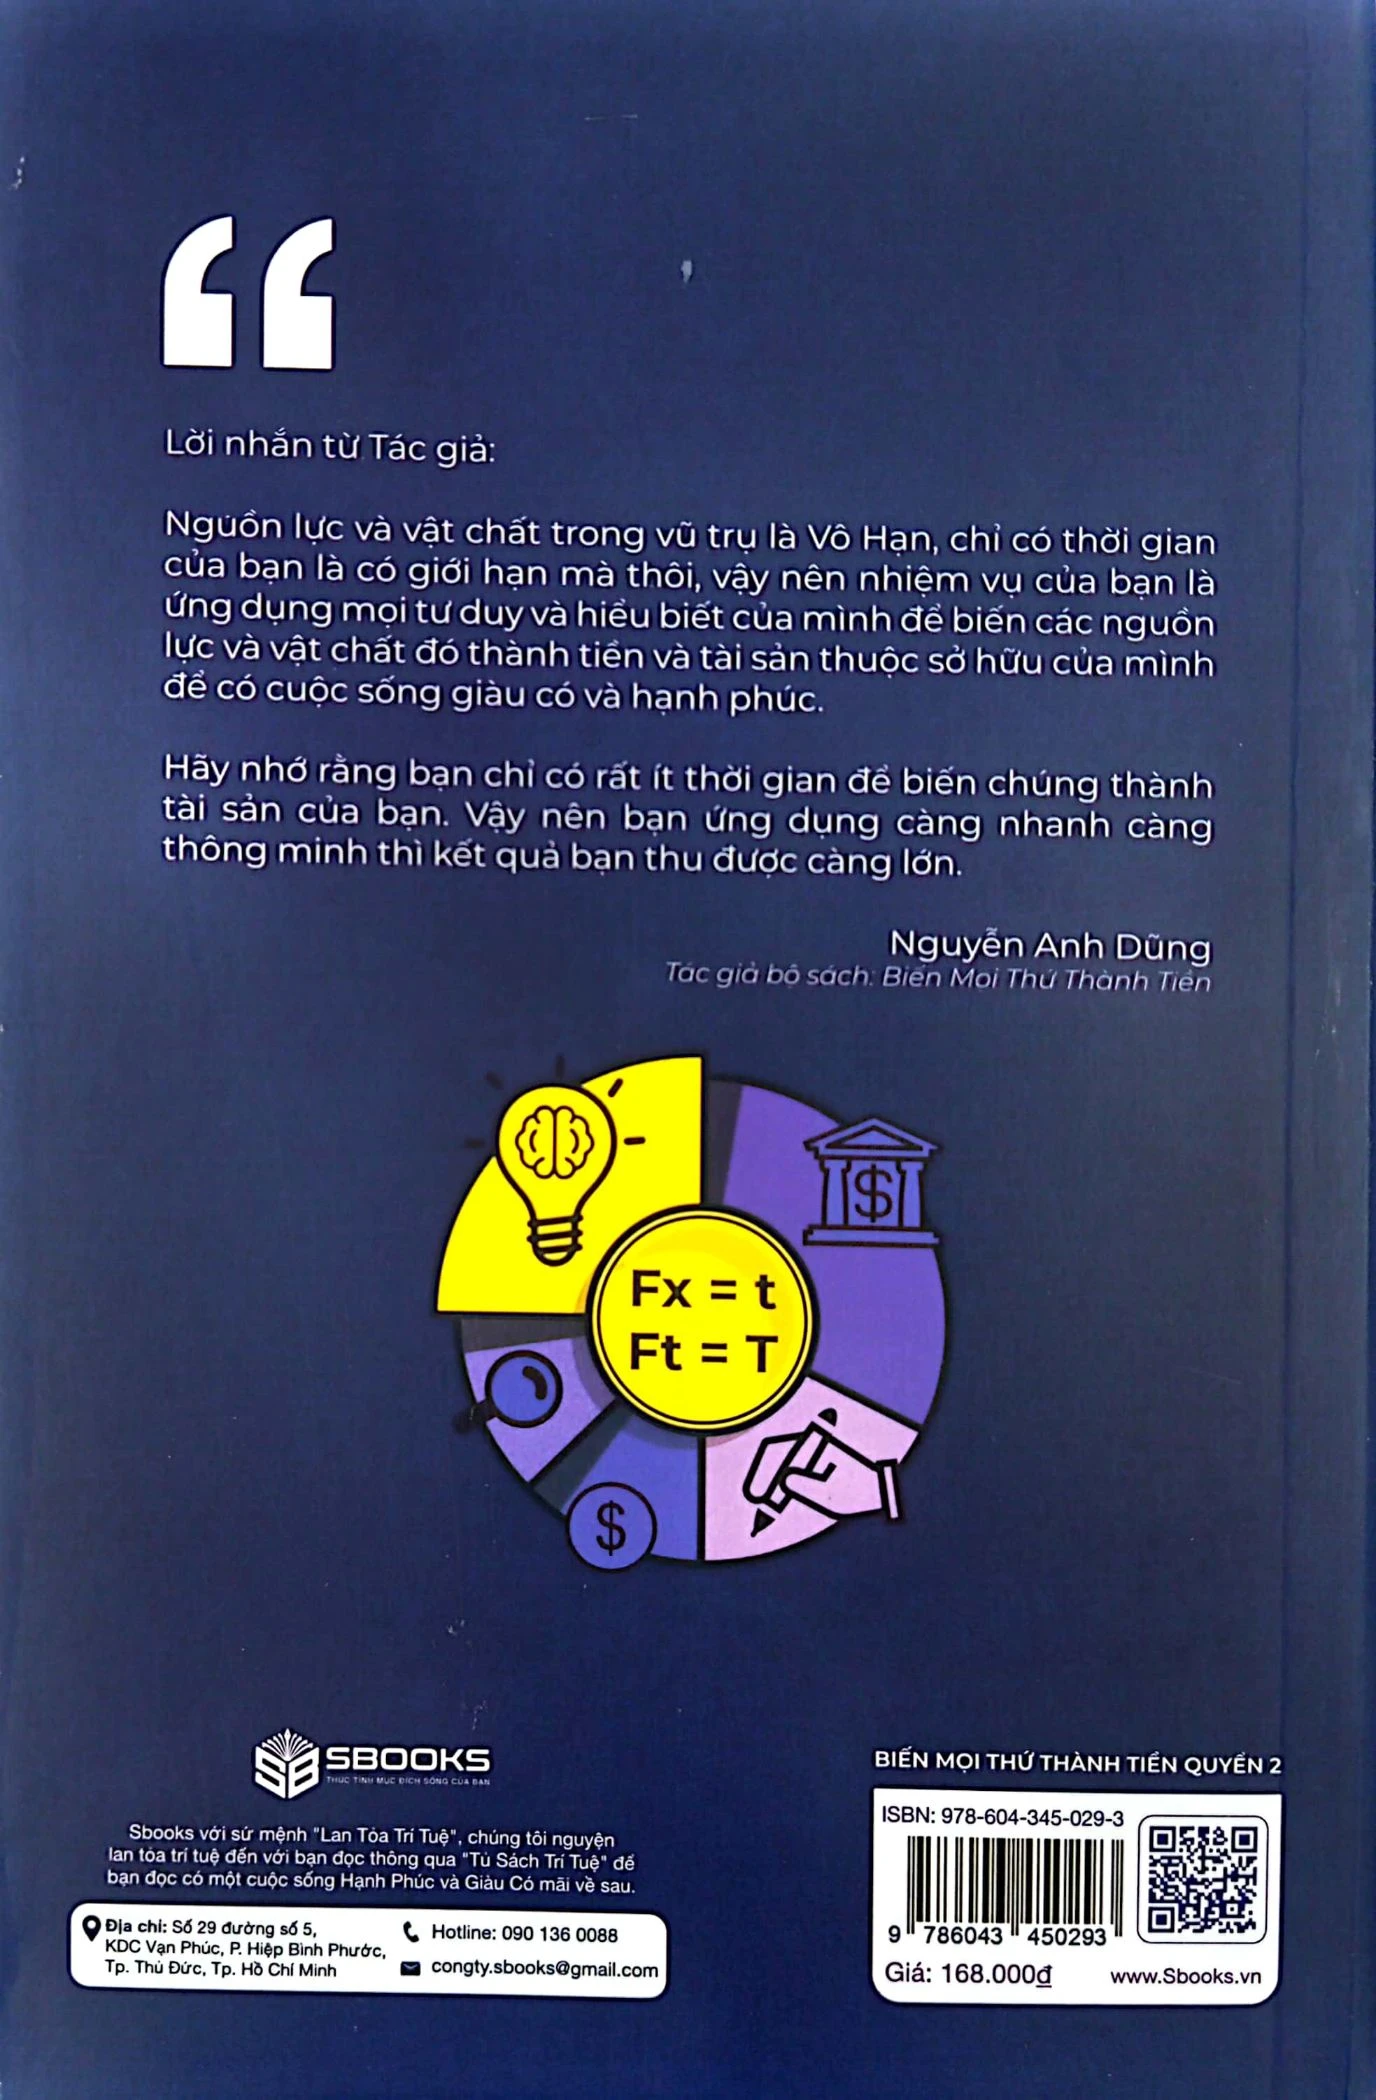 Lời nhắn từ Tác giả:
Nguồn lực và vật chất trong vũ trụ là Vô Hạn, chỉ có thời gian
của bạn là có giới hạn mà thôi, vậy nên nhiệm vụ của bạn là
ứng dụng mọi tư duy và hiểu biết của mình để biến các nguồn
lực và vật chất đó thành tiền và tài sản thuộc sở hữu của mình
để có cuộc sống giàu có và hạnh phúc.
Hãy nhớ rằng bạn chỉ có rất ít thời gian để biến chúng thành
tài sản của bạn. Vậy nên bạn ứng dụng càng nhanh càng
thông minh thì kết quả bạn thu được càng lớn.
Nguyễn Anh Dũng
Tác giả bộ sách: Biến Mọi Thứ Thành Tiền
$
Fx = t
Ft = T
$
SBOOKS
THỨC TỈNH MỤC ĐÍCH SỐNG CỦA BẠN
Sbooks với sứ mệnh "Lan Tỏa Trí Tuệ", chúng tôi nguyện
lan tỏa trí tuệ đến với bạn đọc thông qua "Tủ Sách Trí Tuệ" để
bạn đọc có một cuộc sống Hạnh Phúc và Giàu Có mãi về sau.
Địa chỉ: Số 29 đường số 5,
KDC Vạn Phúc, P. Hiệp Bình Phước,
Tp. Thủ Đức, Tp. Hồ Chí Minh
Hotline: 090 136 0088
congty.sbooks@gmail.com
BIẾN MỌI THỨ THÀNH TIỀN QUYỂN 2
ISBN: 978-604-345-029-3
9 786043 450293
Giá: 168.000₫
www.Sbooks.vn